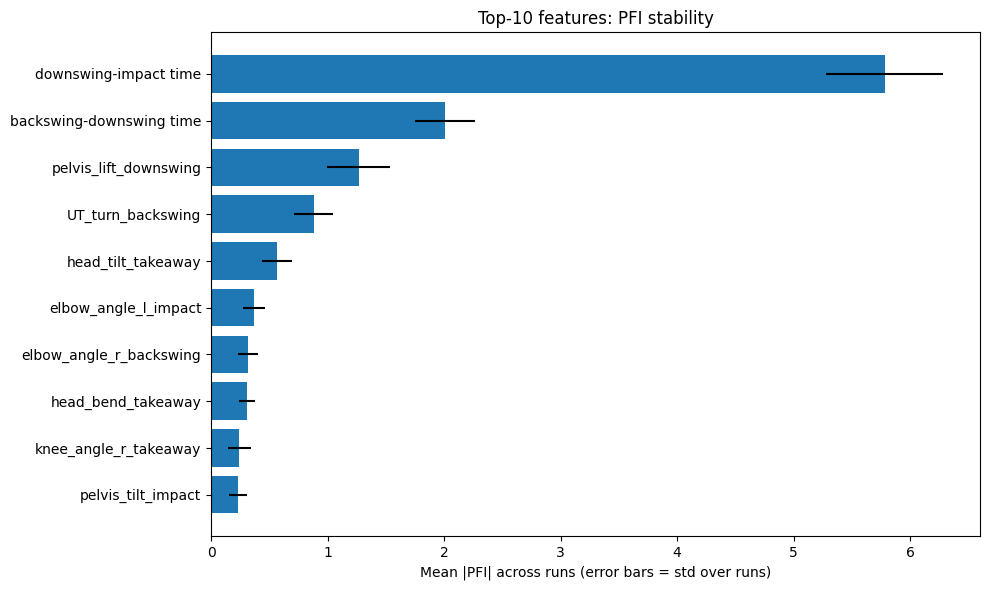 Top-10 features: PFI stability
downswing-impact time
backswing-downswing time
pelvis_lift_downswing
UT_turn_backswing
head_tilt_takeaway
elbow_angle_l_impact
elbow_angle_r_backswing
head_bend_takeaway
knee_angle_r_takeaway
pelvis_tilt_impact
0 1 2 3 4 5 6
Mean |PFI| across runs (error bars = std over runs)